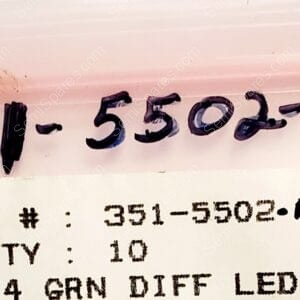 1-5502-
# : 351-5502.
TY : 10
4 GRN DIFF LED